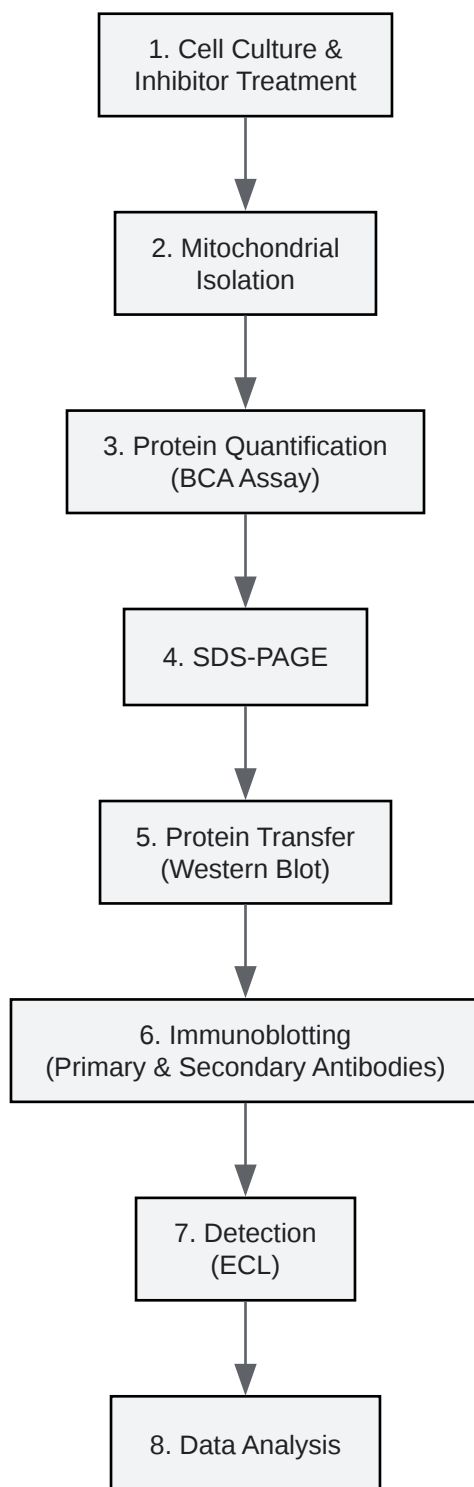 1. Cell Culture &
Inhibitor Treatment
2. Mitochondrial
Isolation
3. Protein Quantification
(BCA Assay)
4. SDS-PAGE
5. Protein Transfer
(Western Blot)
6. Immunoblotting
(Primary & Secondary Antibodies)
7. Detection
(ECL)
8. Data Analysis